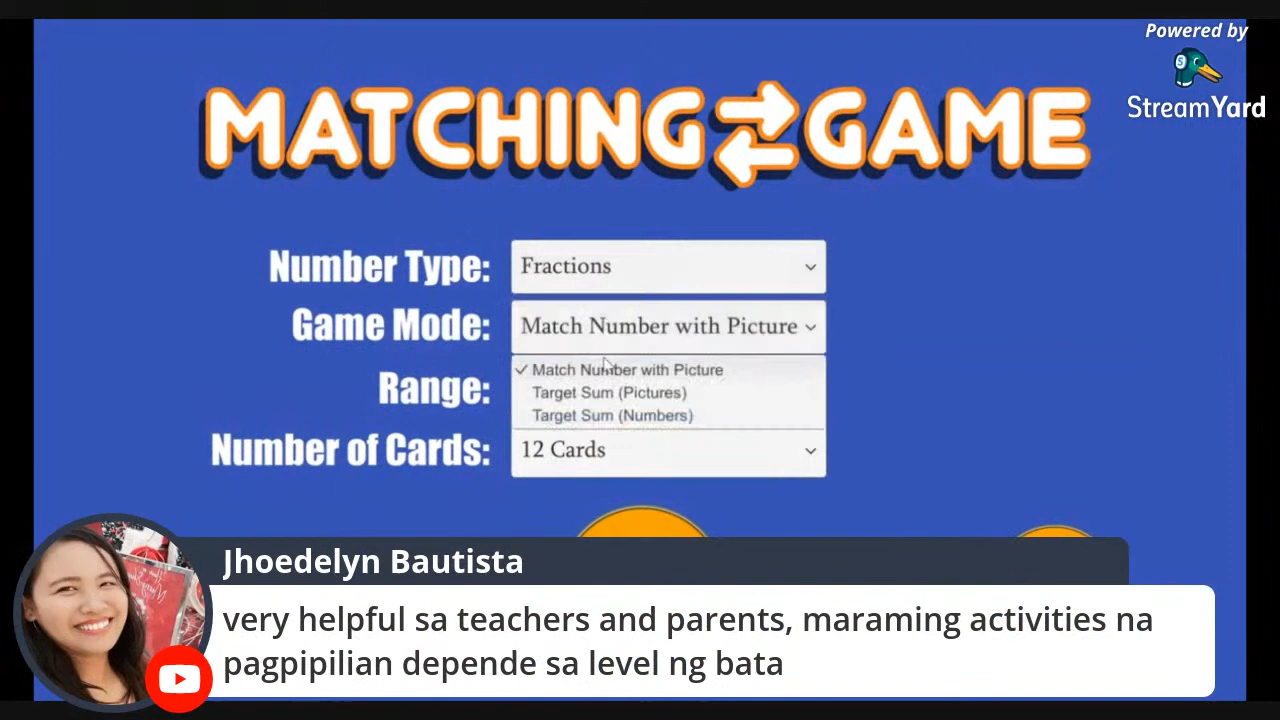 Powered by
StreamYard
MATCHING GAME
Number Type: Fractions
Game Mode: Match Number with Picture
Match Number with Picture
Range:
Target Sum (Pictures)
Target Sum (Numbers)
Number of Cards: 12 Cards
Jhoedelyn Bautista
very helpful sa teachers and parents, maraming activities na
pagpipilian depende sa level ng bata